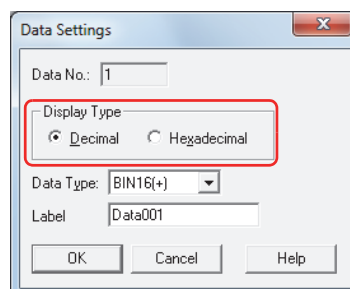 Data Settings
Data No.: 1
Display Type
Decimal Hexadecimal
Data Type: BIN16(+)
Label Data001
OK Cancel Help